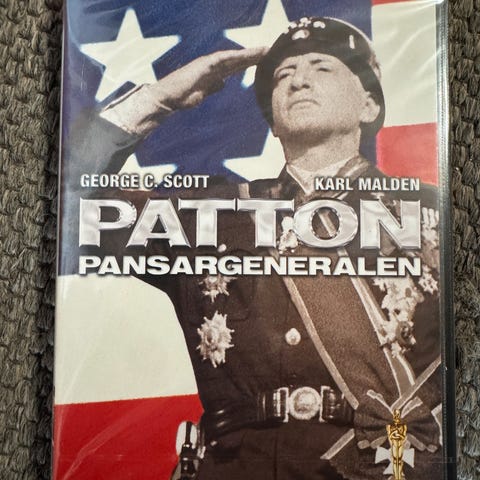 GEORGE C. SCOTT KARL MALDEN
PATTON
PANSARGENERALEN